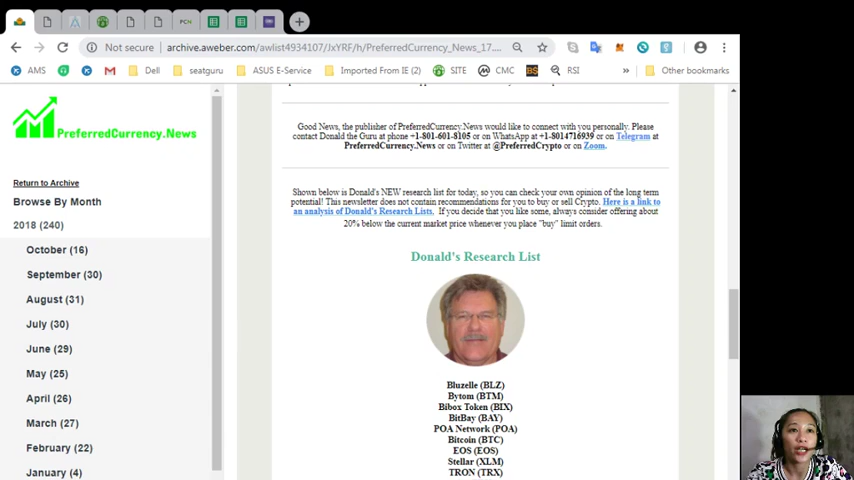 PCN
Not secure
archive.aweber.com/awlist4934107/JxYRF/h/PreferredCurrency_News_17...
AMS
Dell
seatguru
ASUS E-Service
Imported From IE (2)
SITE
CMC
BS
RSI
»
Other bookmarks
PreferredCurrency.News
Return to Archive
Browse By Month
2018 (240)
October (16)
September (30)
August (31)
July (30)
June (29)
May (25)
April (26)
March (27)
February (22)
January (4)
Good News, the publisher of PreferredCurrency.News would like to connect with you personally. Please
contact Donald the Guru at phone +1-801-601-8105 or on WhatsApp at +1-8014716939 or on Telegram at
PreferredCurrency.News or on Twitter at @PreferredCrypto or on Zoom.
Shown below is Donald's NEW research list for today, so you can check your own opinion of the long term
potential! This newsletter does not contain recommendations for you to buy or sell Crypto. Here is a link to
an analysis of Donald's Research Lists. If you decide that you like some, always consider offering about
20% below the current market price whenever you place "buy" limit orders.
Donald's Research List
Bluzelle (BLZ)
Bytom (BTM)
Bibox Token (BIX)
BitBay (BAY)
POA Network (POA)
Bitcoin (BTC)
EOS (EOS)
Stellar (XLM)
TRON (TRX)